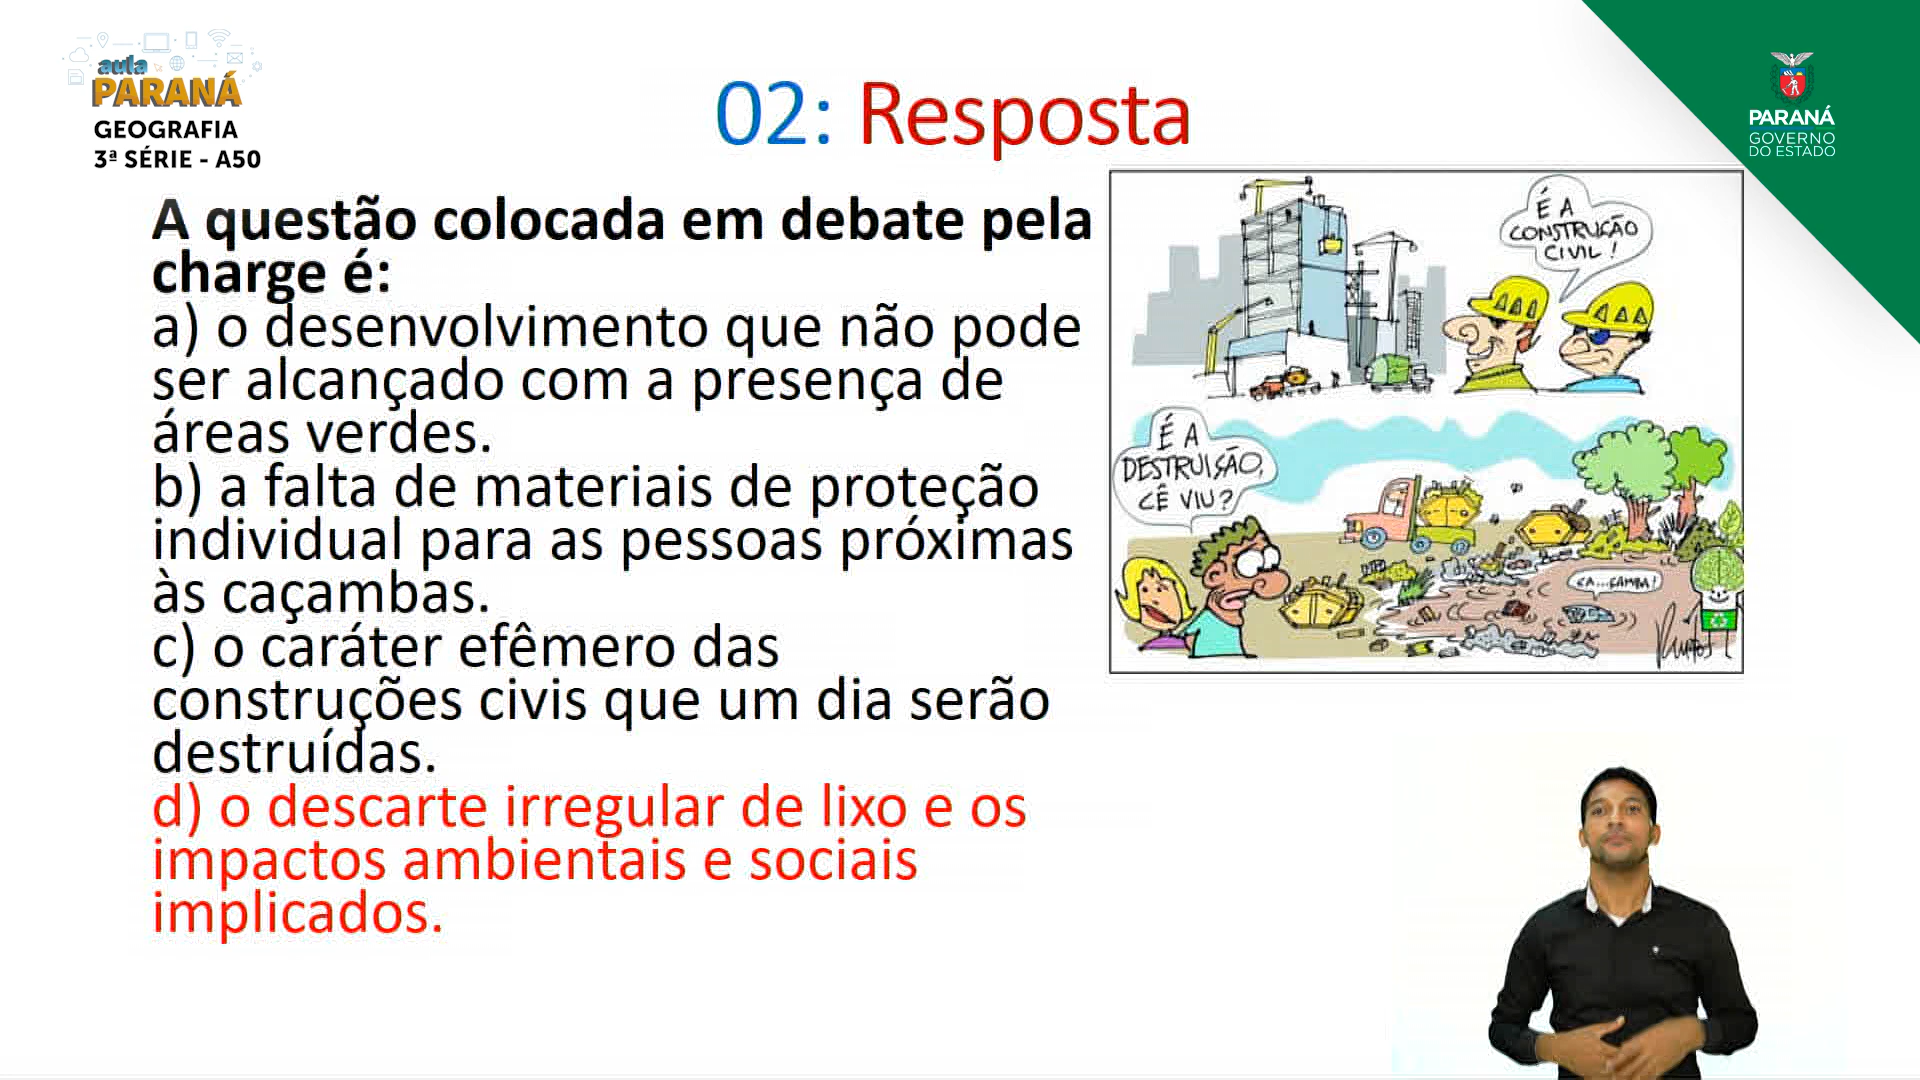 aula
PARANÁ
GEOGRAFIA
3ª SÉRIE - A50
02: Resposta
PARANÁ
GOVERNO
DO ESTADO
A questão colocada em debate pela
charge é:
a) o desenvolvimento que não pode
ser alcançado com a presença de
áreas verdes.
b) a falta de materiais de proteção
individual para as pessoas próximas
às caçambas.
c) o caráter efêmero das
construções civis que um dia serão
destruídas.
d) o descarte irregular de lixo e os
impactos ambientais e sociais
implicados.
É A
CONSTRUÇÃO
CIVIL!
É A
DESTRUIÇÃO,
CÊ VIU?
CA...ÇAMBA!